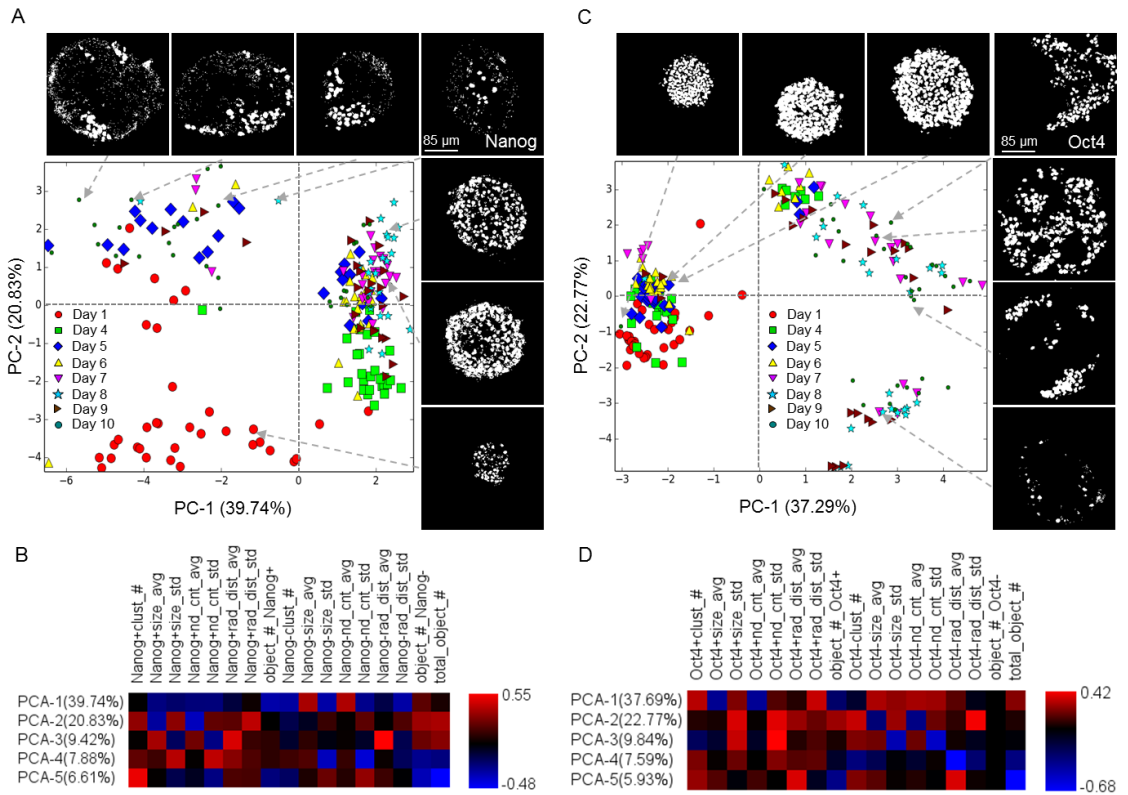 A
Nanog
85 µm
3
2
1
0
−1
−2
−3
−4
−6
−4
−2
0
2
PC-2 (20.83%)
PC-1 (39.74%)
Day 1
Day 4
Day 5
Day 6
Day 7
Day 8
Day 9
Day 10
C
Oct4
85 µm
3
2
1
0
−1
−2
−3
−4
−3
−2
−1
0
1
2
3
4
PC-2 (22.77%)
PC-1 (37.29%)
Day 1
Day 4
Day 5
Day 6
Day 7
Day 8
Day 9
Day 10
B
Nanog+clust_#
Nanog+size_avg
Nanog+size_std
Nanog+nd_cnt_avg
Nanog+nd_cnt_std
Nanog+rad_dist_avg
Nanog+rad_dist_std
object_#_Nanog+
Nanog-clust_#
Nanog-size_avg
Nanog-size_std
Nanog-nd_cnt_avg
Nanog-nd_cnt_std
Nanog-rad_dist_avg
Nanog-rad_dist_std
object_#_Nanog-
total_object_#
PCA-1(39.74%)
PCA-2(20.83%)
PCA-3(9.42%)
PCA-4(7.88%)
PCA-5(6.61%)
0.55
-0.48
D
Oct4+clust_#
Oct4+size_avg
Oct4+size_std
Oct4+nd_cnt_avg
Oct4+nd_cnt_std
Oct4+rad_dist_avg
Oct4+rad_dist_std
object_#_Oct4+
Oct4-clust_#
Oct4-size_avg
Oct4-size_std
Oct4-nd_cnt_avg
Oct4-nd_cnt_std
Oct4-rad_dist_avg
Oct4-rad_dist_std
object_#_Oct4-
total_object_#
PCA-1(37.69%)
PCA-2(22.77%)
PCA-3(9.84%)
PCA-4(7.59%)
PCA-5(5.93%)
0.42
-0.68